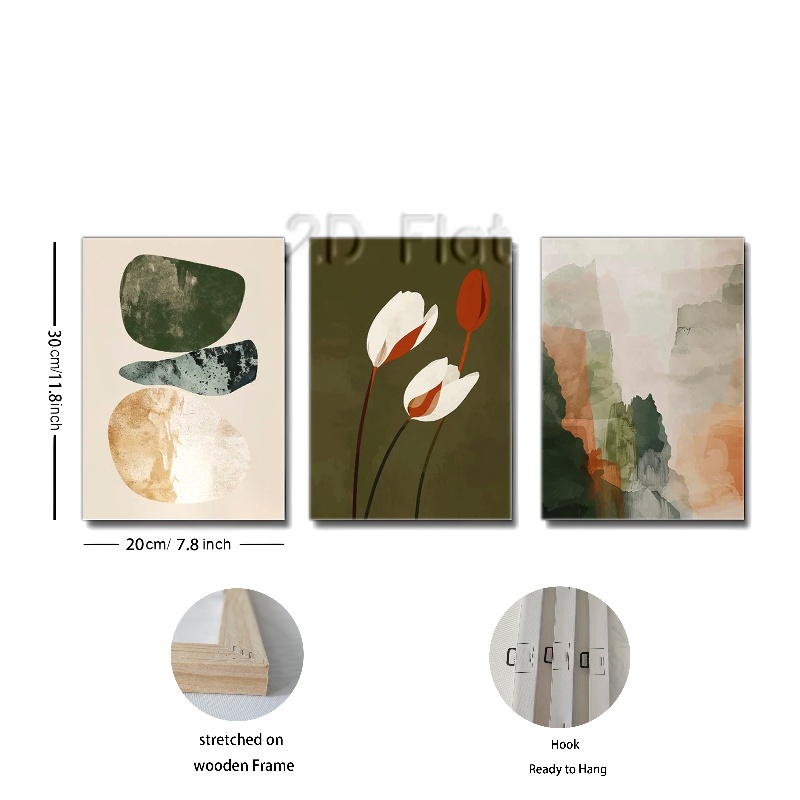 2D Flat
30cm/11.8inch
20cm/ 7.8 inch
stretched on
wooden Frame
Hook
Ready to Hang